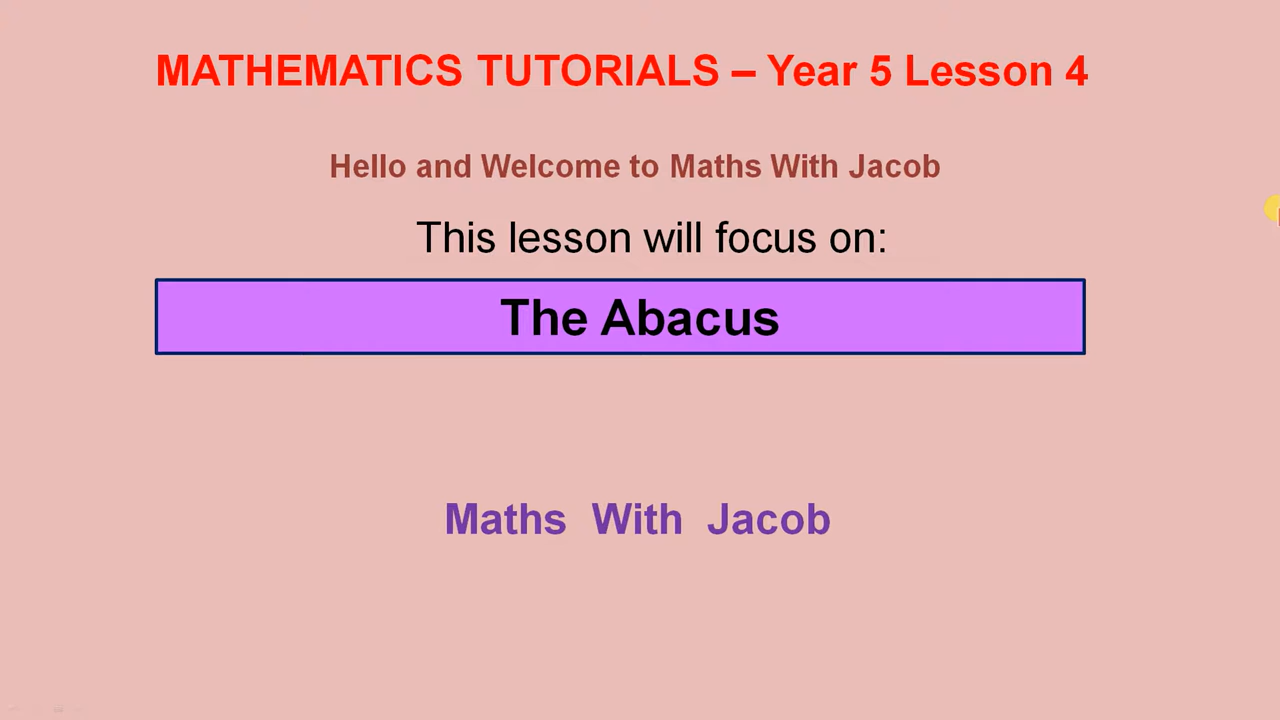 MATHEMATICS TUTORIALS – Year 5 Lesson 4
Hello and Welcome to Maths With Jacob
This lesson will focus on:
The Abacus
Maths With Jacob